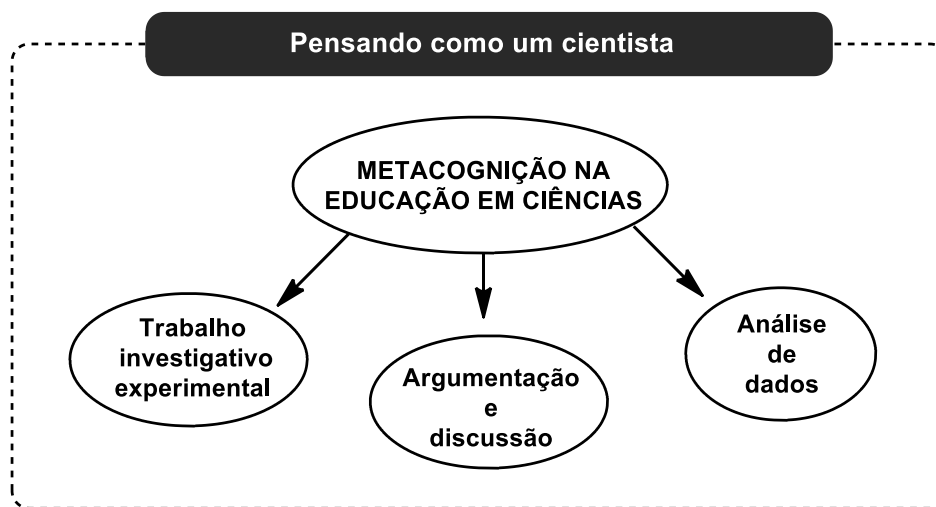 Pensando como um cientista
METACOGNIÇÃO NA
EDUCAÇÃO EM CIÊNCIAS
Trabalho
investigativo
experimental
Argumentação
e
discussão
Análise
de
dados